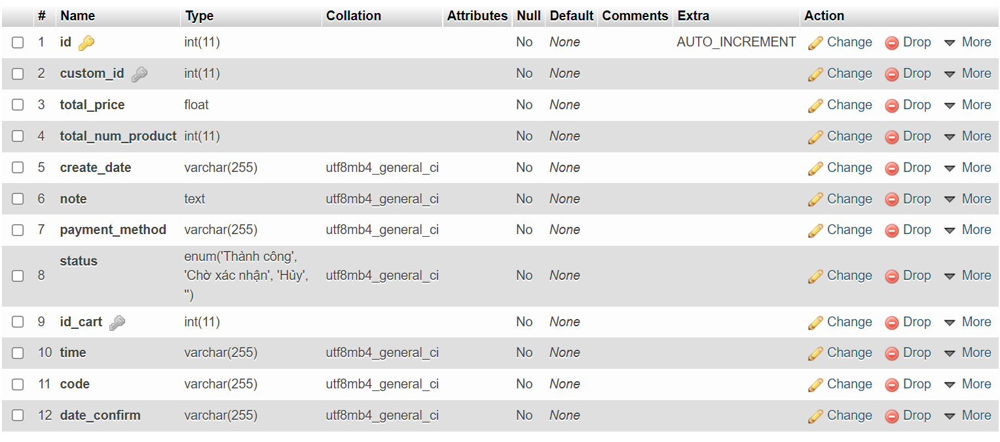 # Name Type Collation Attributes Null Default Comments Extra Action
1 id int(11) No None AUTO_INCREMENT Change Drop More
2 custom_id int(11) No None Change Drop More
3 total_price float No None Change Drop More
4 total_num_product int(11) No None Change Drop More
5 create_date varchar(255) utf8mb4_general_ci No None Change Drop More
6 note text utf8mb4_general_ci No None Change Drop More
7 payment_method varchar(255) utf8mb4_general_ci No None Change Drop More
status enum('Thành công',
8 'Chờ xác nhận', 'Hủy', utf8mb4_general_ci No None Change Drop More
'')
9 id_cart int(11) No None Change Drop More
10 time varchar(255) utf8mb4_general_ci No None Change Drop More
11 code varchar(255) utf8mb4_general_ci No None Change Drop More
12 date_confirm varchar(255) utf8mb4_general_ci No None Change Drop More